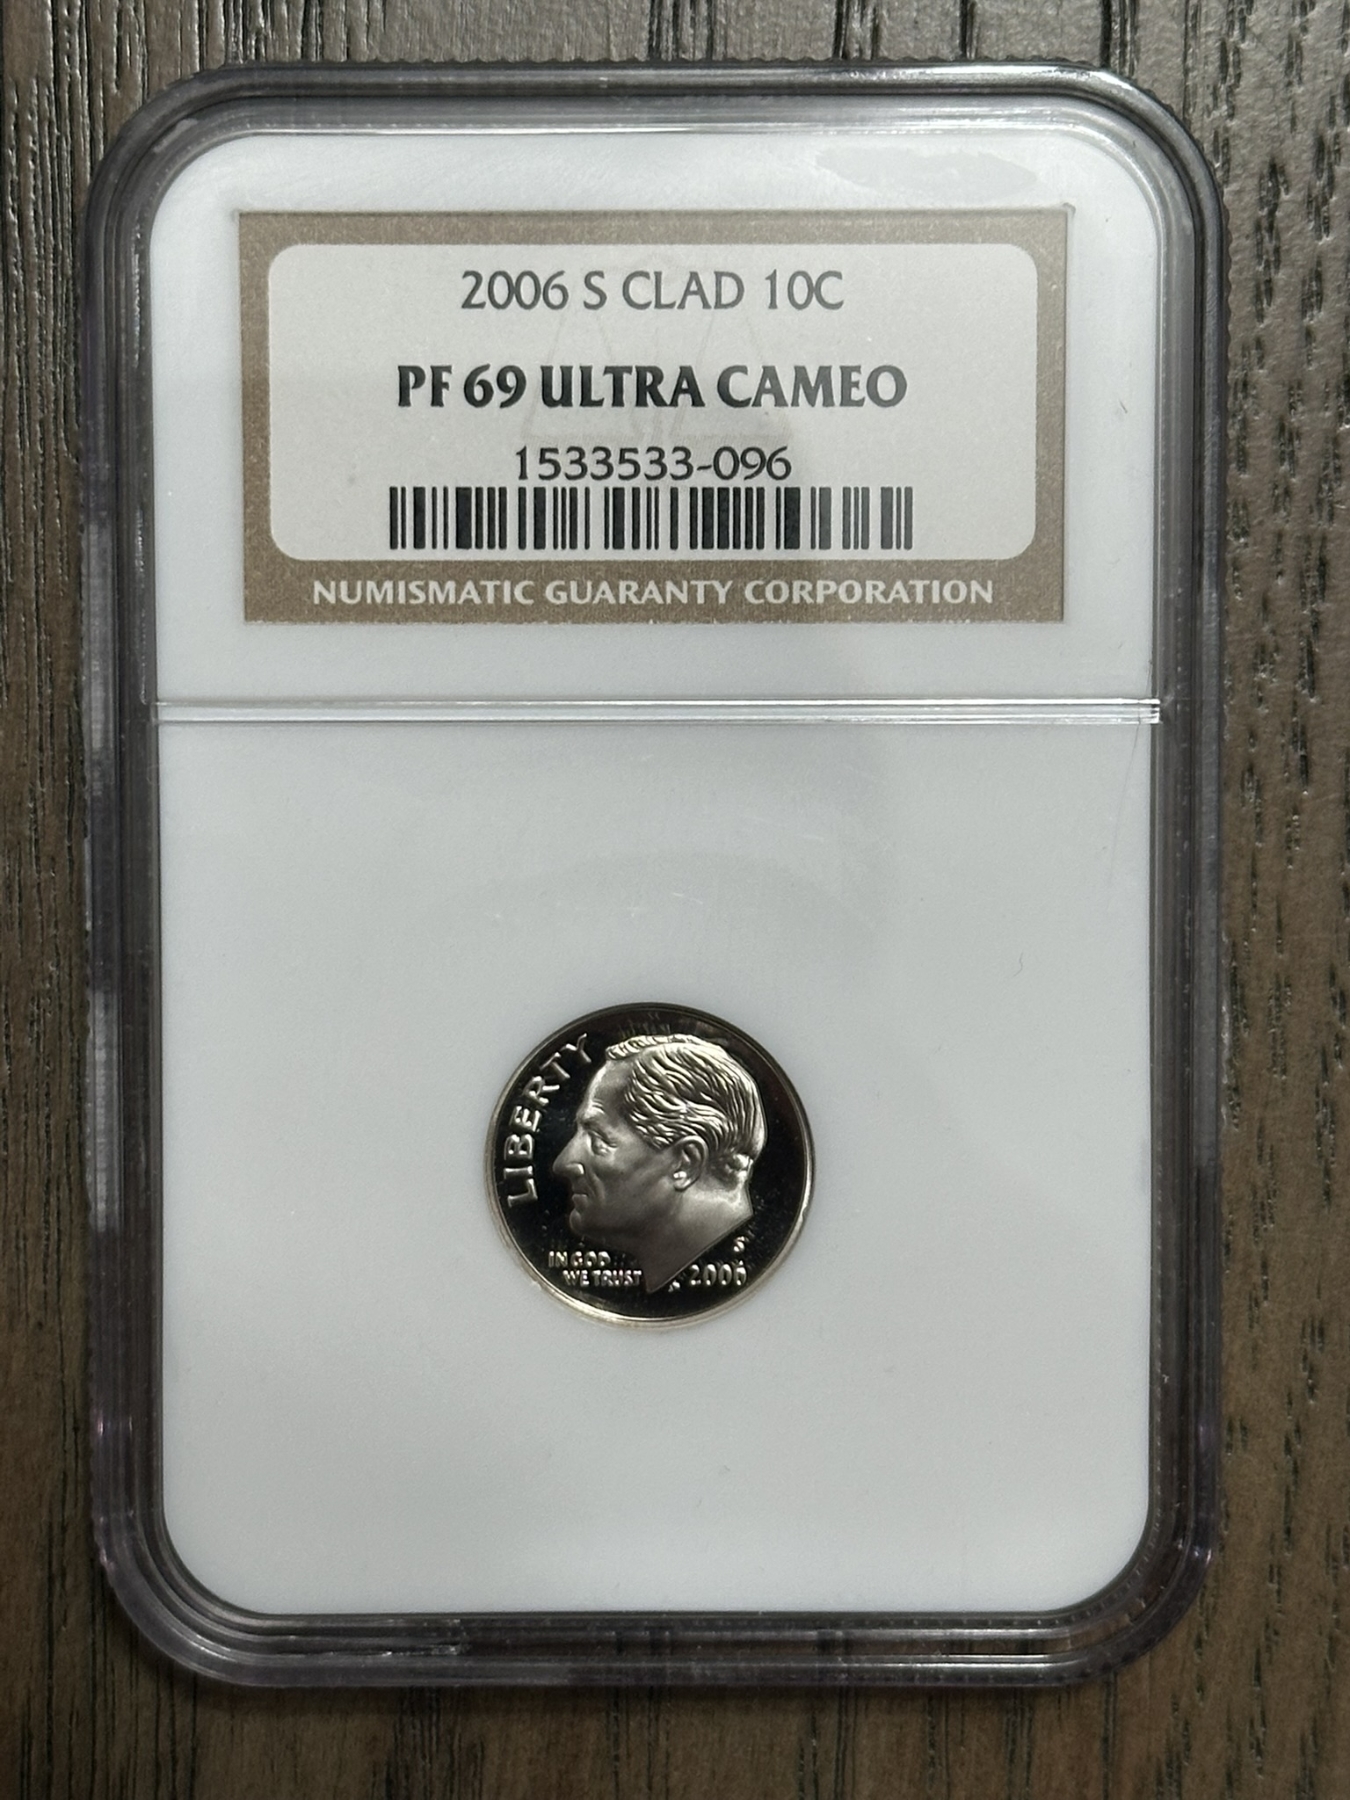 2006 S CLAD 10C
PF 69 ULTRA CAMEO
1533533-096
NUMISMATIC GUARANTY CORPORATION
LIBERTY
IN GOD
WE TRUST
S
2006